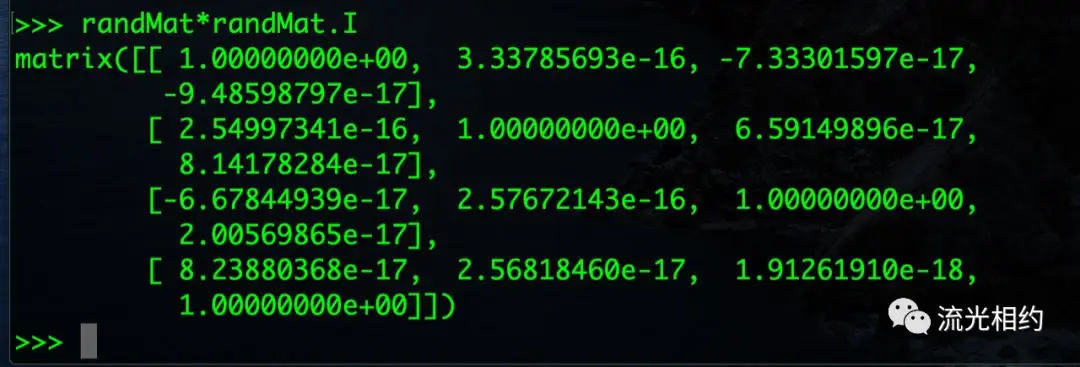 >>> randMat*randMat.I
matrix([[ 1.00000000e+00,  3.33785693e-16, -7.33301597e-17,
         -9.48598797e-17],
        [ 2.54997341e-16,  1.00000000e+00,  6.59149896e-17,
          8.14178284e-17],
        [-6.67844939e-17,  2.57672143e-16,  1.00000000e+00,
          2.00569865e-17],
        [ 8.23880368e-17,  2.56818460e-17,  1.91261910e-18,
          1.00000000e+00]])
流光相约
>>>